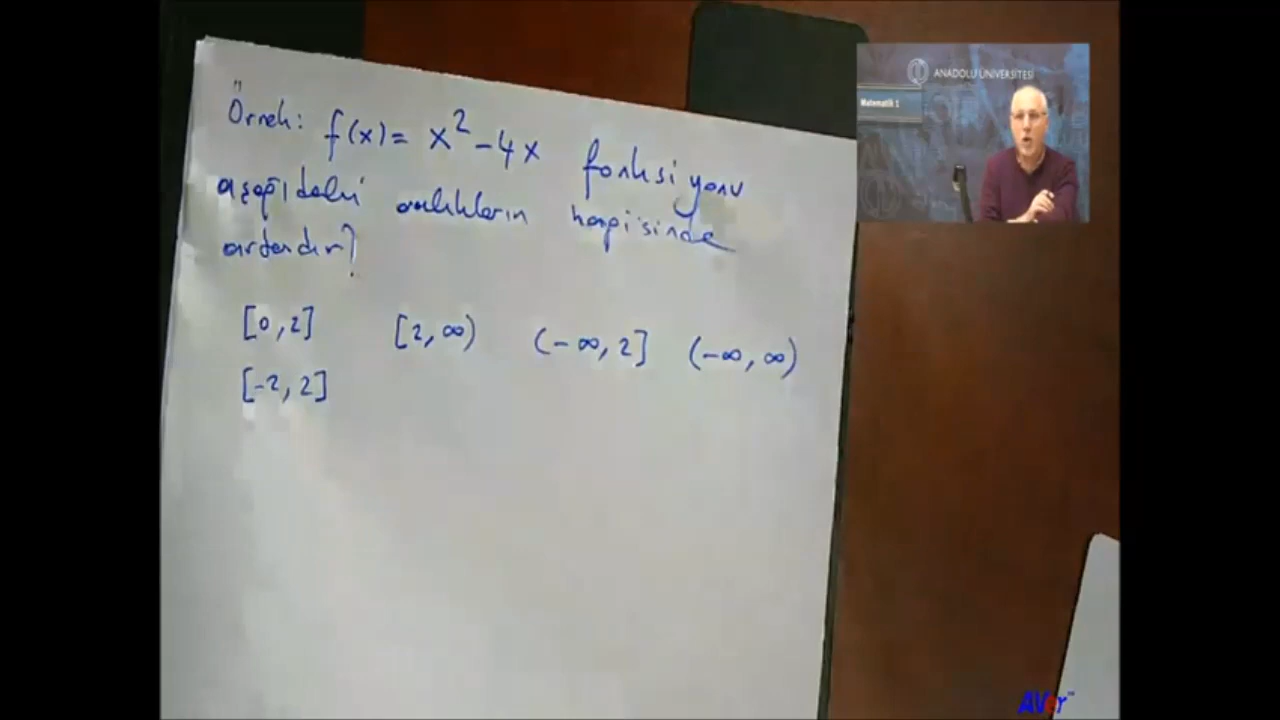 Örnek: f(x) = x² - 4x fonksiyonu
aşağıdaki aralıkların hangisinde
artandır?
[0, 2] [2, ∞) (-∞, 2] (-∞, ∞)
[-2, 2]
ANADOLU ÜNİVERSİTESİ
Matematik 1
AVer